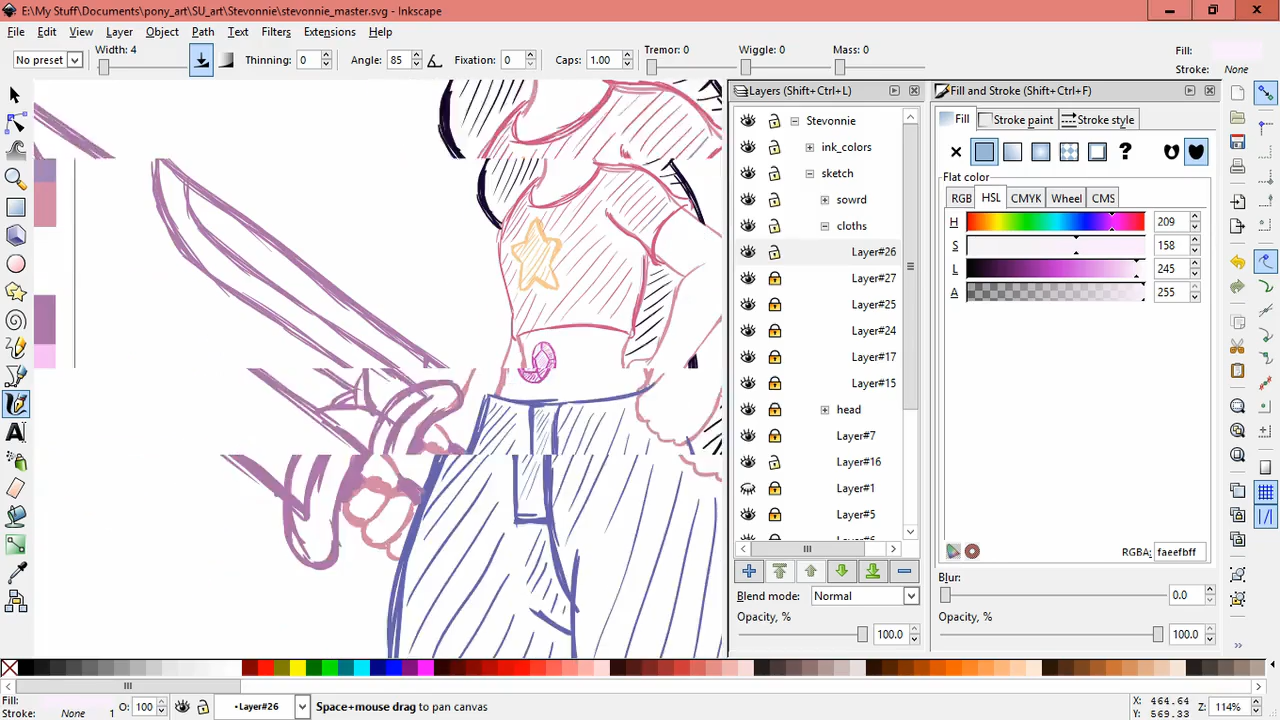 E:\My Stuff\Documents\pony_art\SU_art\Stevonnie\stevonnie_master.svg - Inkscape
File Edit View Layer Object Path Text Filters Extensions Help
No preset Width: 4 Thinning: 0 Angle: 85 Fixation: 0 Caps: 1.00 Tremor: 0 Wiggle: 0 Mass: 0 Fill:
Stroke: None
Layers (Shift+Ctrl+L)
Stevonnie
ink_colors
sketch
sowrd
cloths
Layer#26
Layer#27
Layer#25
Layer#24
Layer#17
Layer#15
head
Layer#7
Layer#16
Layer#1
Layer#5
Blend mode: Normal
Opacity, %
100.0
Fill and Stroke (Shift+Ctrl+F)
Fill Stroke paint Stroke style
?
Flat color
RGB HSL CMYK Wheel CMS
H 209
S 158
L 245
A 255
RGBA: faeefbff
Blur:
0.0
Opacity, %
100.0
Fill:
Stroke: None 1 O: 100 •Layer#26 Space+mouse drag to pan canvas
X: 464.64
Y: 569.33
Z: 114%